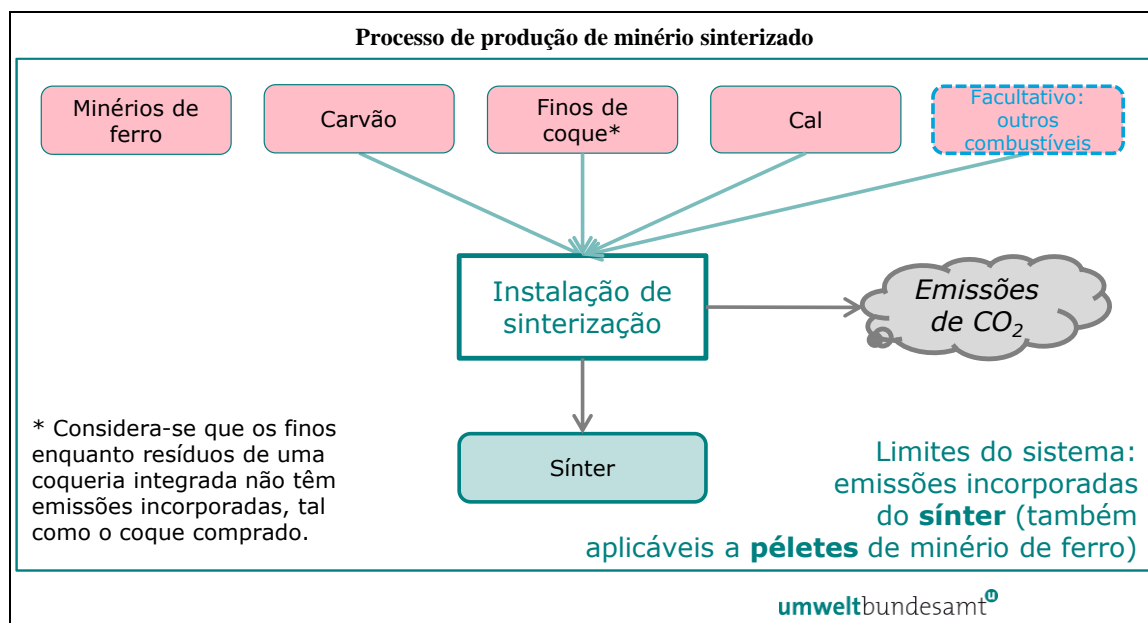 Processo de produção de minério sinterizado
Minérios de
ferro
Carvão
Finos de
coque*
Cal
Facultativo:
outros
combustíveis
Instalação de
sinterização
Emissões
de CO2
Sínter
* Considera-se que os finos
enquanto resíduos de uma
coqueria integrada não têm
emissões incorporadas, tal
como o coque comprado.
Limites do sistema:
emissões incorporadas
do sínter (também
aplicáveis a péletes de minério de ferro)
umweltbundesamt